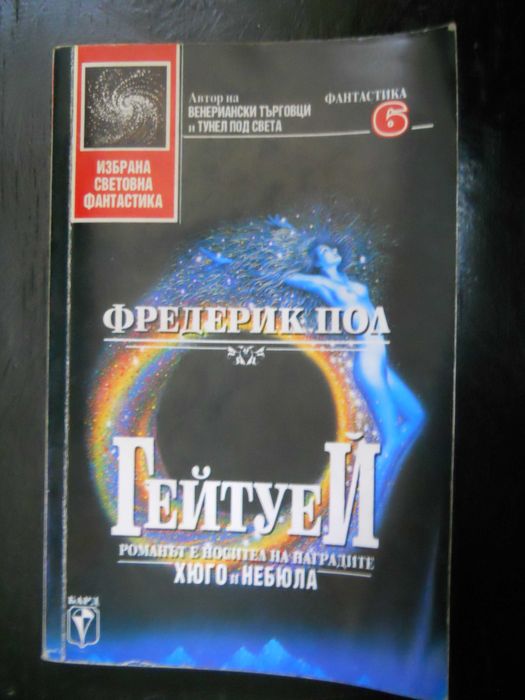 Автор на
ВЕНЕРИАНСКИ ТЪРГОВЦИ
и ТУНЕЛ ПОД СВЕТА
ФАНТАСТИКА
6
ИЗБРАНА
СВЕТОВНА
ФАНТАСТИКА
ФРЕДЕРИК ПОЛ
ГЕЙТУЕЙ
РОМАНЪТ Е НОСИТЕЛ НА НАГРАДИТЕ
ХЮГО и НЕБЮЛА
БАРД